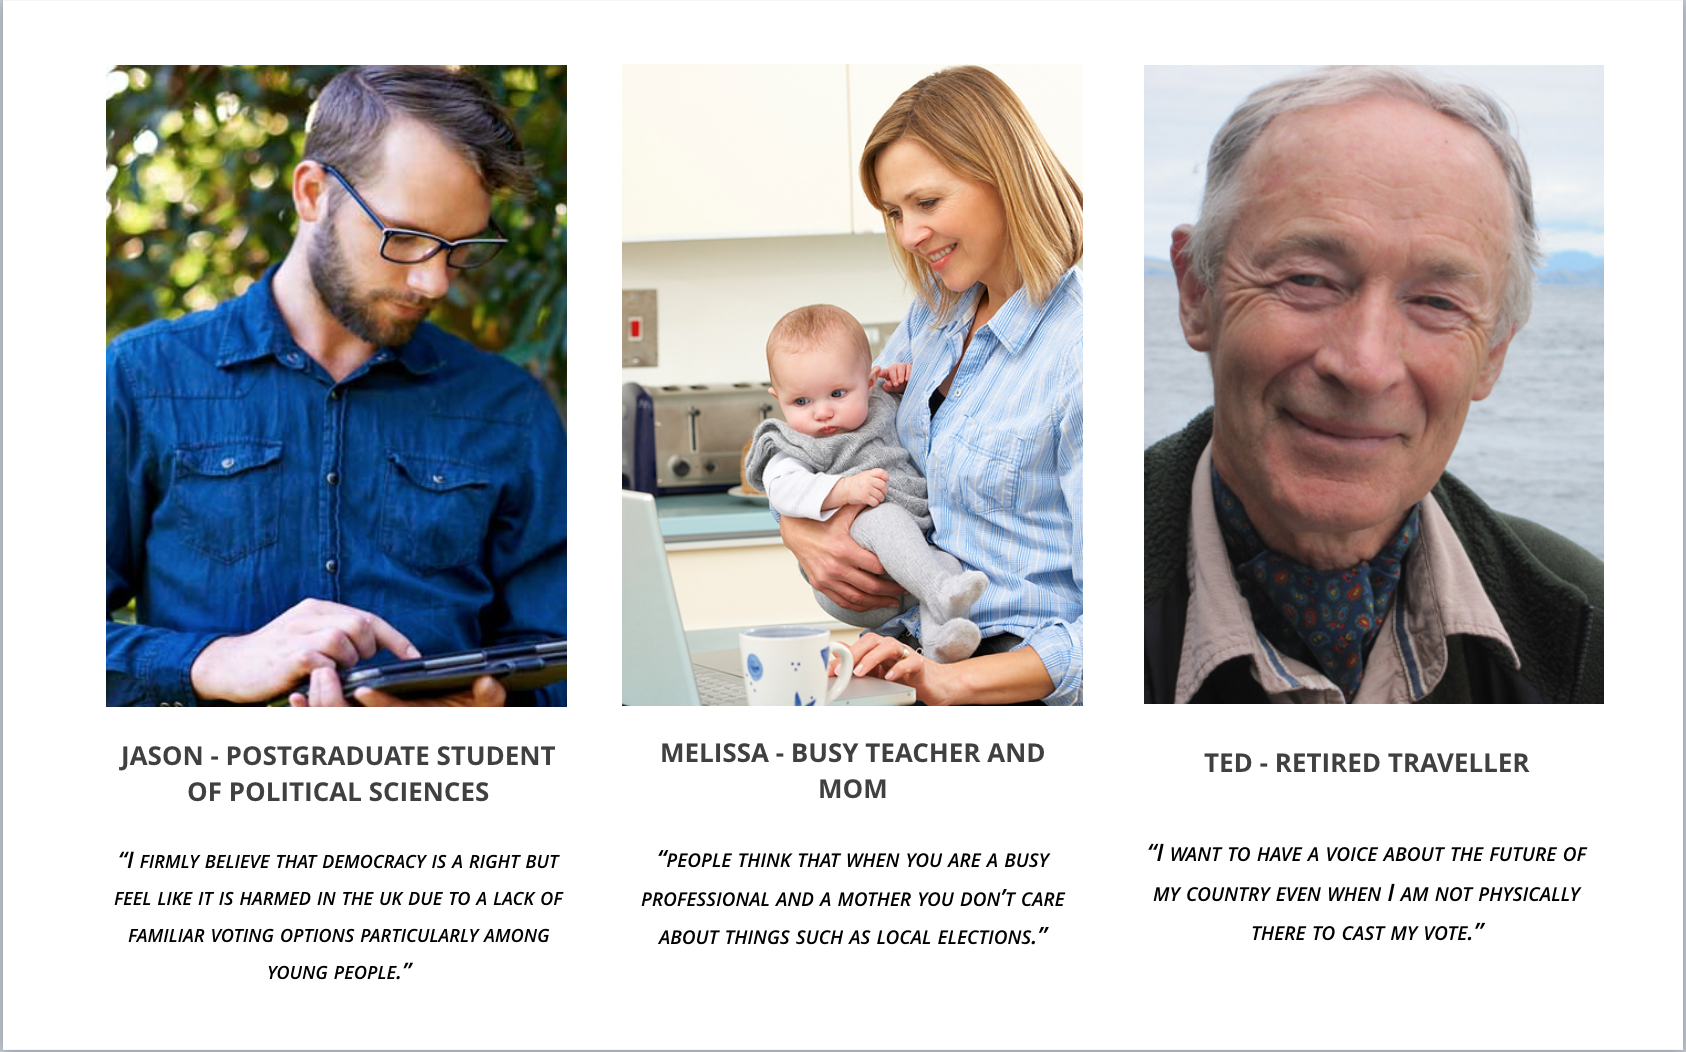 JASON - POSTGRADUATE STUDENT
OF POLITICAL SCIENCES
“I FIRMLY BELIEVE THAT DEMOCRACY IS A RIGHT BUT
FEEL LIKE IT IS HARMED IN THE UK DUE TO A LACK OF
FAMILIAR VOTING OPTIONS PARTICULARLY AMONG
YOUNG PEOPLE.”
MELISSA - BUSY TEACHER AND
MOM
“PEOPLE THINK THAT WHEN YOU ARE A BUSY
PROFESSIONAL AND A MOTHER YOU DON’T CARE
ABOUT THINGS SUCH AS LOCAL ELECTIONS.”
TED - RETIRED TRAVELLER
“I WANT TO HAVE A VOICE ABOUT THE FUTURE OF
MY COUNTRY EVEN WHEN I AM NOT PHYSICALLY
THERE TO CAST MY VOTE.”